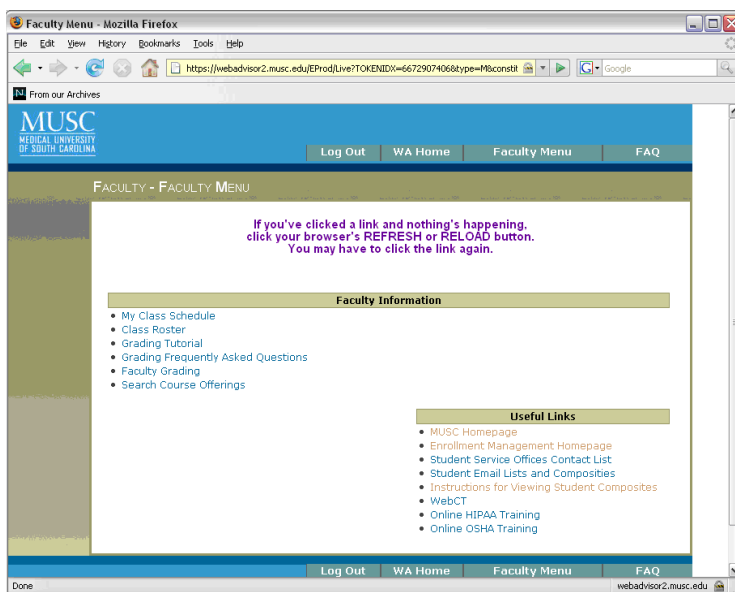 Faculty Menu - Mozilla Firefox
File Edit View History Bookmarks Tools Help
https://webadvisor2.musc.edu/EProd/Live?TOKENIDX=6672907406&type=M&constit
Google
From our Archives
MUSC
MEDICAL UNIVERSITY
OF SOUTH CAROLINA
Log Out WA Home Faculty Menu FAQ
FACULTY - FACULTY MENU
If you've clicked a link and nothing's happening,
click your browser's REFRESH or RELOAD button.
You may have to click the link again.
Faculty Information
• My Class Schedule
• Class Roster
• Grading Tutorial
• Grading Frequently Asked Questions
• Faculty Grading
• Search Course Offerings
Useful Links
• MUSC Homepage
• Enrollment Management Homepage
• Student Service Offices Contact List
• Student Email Lists and Composities
• Instructions for Viewing Student Composites
• WebCT
• Online HIPAA Training
• Online OSHA Training
Log Out WA Home Faculty Menu FAQ
Done webadvisor2.musc.edu